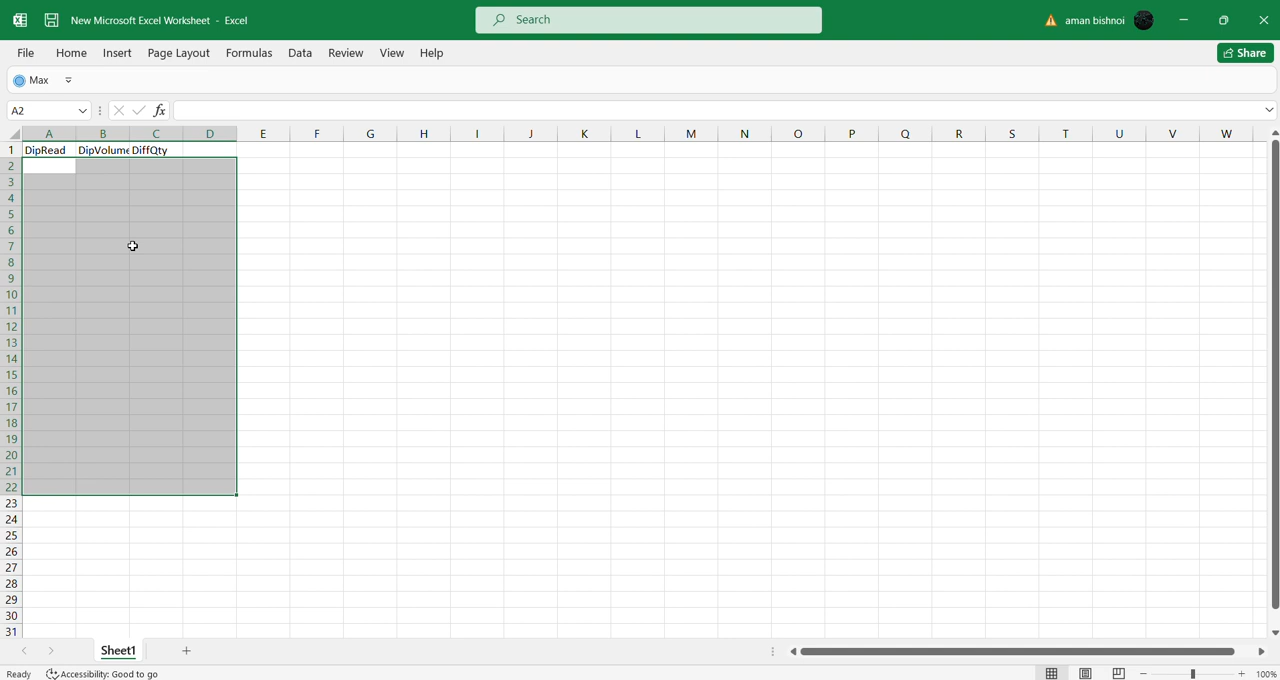 New Microsoft Excel Worksheet - Excel
Search
aman bishnoi
File Home Insert Page Layout Formulas Data Review View Help
Share
Max
A2
fx
A B C D E F G H I J K L M N O P Q R S T U V W
1 DipRead DipVolume DiffQty
2
3
4
5
6
7
8
9
10
11
12
13
14
15
16
17
18
19
20
21
22
23
24
25
26
27
28
29
30
31
Sheet1
Ready Accessibility: Good to go
100%